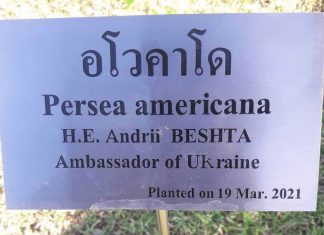 อโวคาโด
Persea americana
H.E. Andrii BESHTA
Ambassador of Ukraine
Planted on 19 Mar. 2021